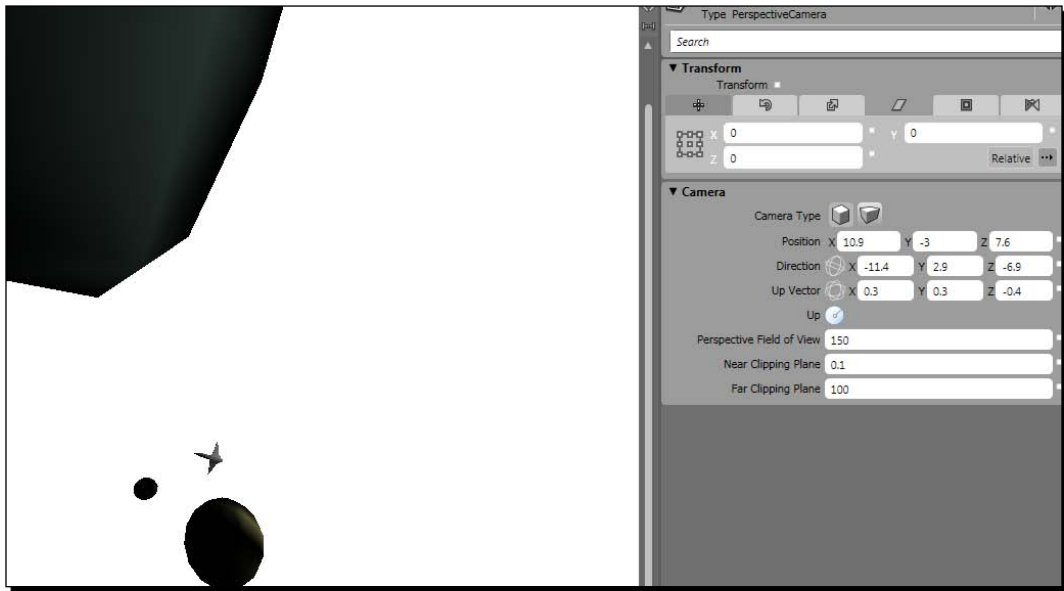 Type PerspectiveCamera
Search
Transform
Transform
X 0 Y 0
Z 0 Relative
Camera
Camera Type
Position X 10.9 Y -3 Z 7.6
Direction X -11.4 Y 2.9 Z -6.9
Up Vector X 0.3 Y 0.3 Z -0.4
Up
Perspective Field of View 150
Near Clipping Plane 0.1
Far Clipping Plane 100